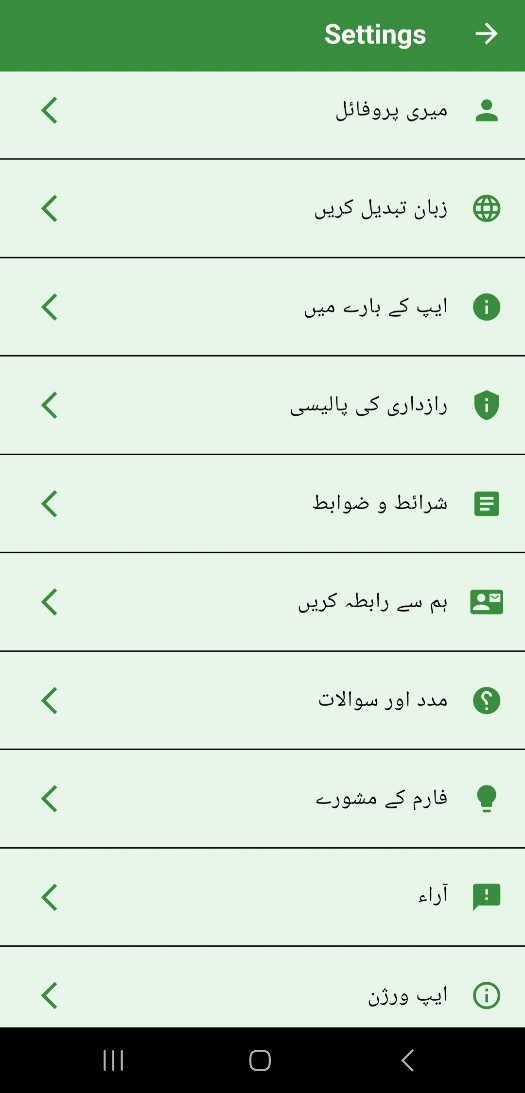 Settings
میری پروفائل
زبان تبدیل کریں
ایپ کے بارے میں
رازداری کی پالیسی
شرائط و ضوابط
ہم سے رابطہ کریں
مدد اور سوالات
فارم کے مشورے
آراء
ایپ ورژن